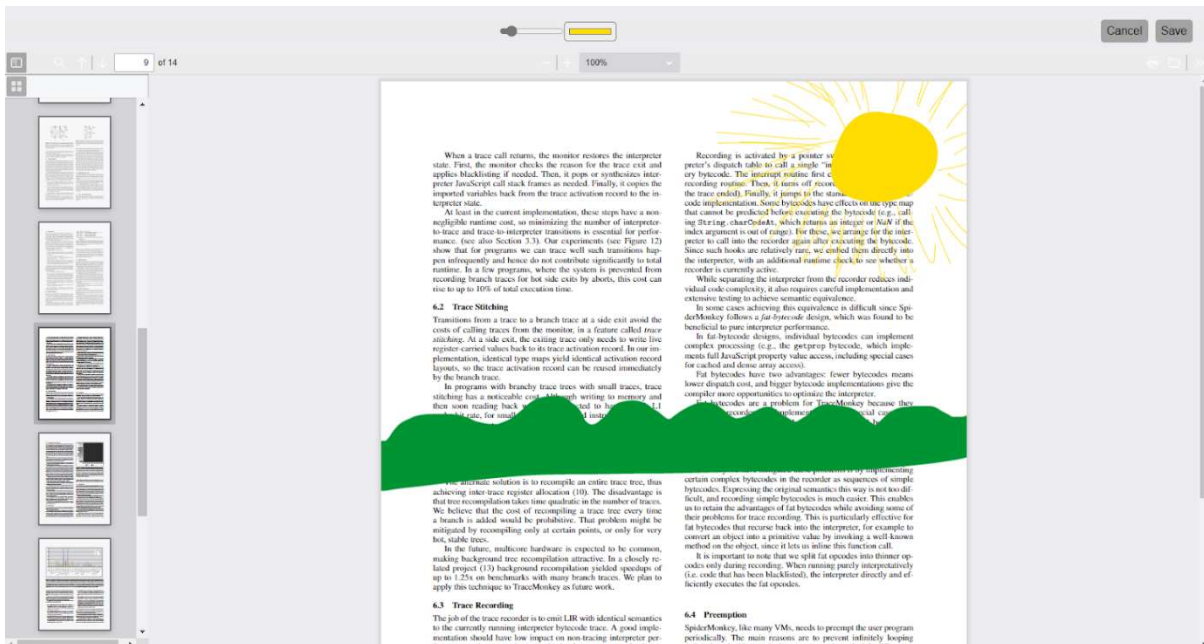 Cancel Save
9 of 14
100%
When a trace call returns, the monitor restores the interpreter
state. First, the monitor checks the reason for the trace exit and
applies blacklisting if needed. Then, it pops or synthesizes inter-
preter JavaScript call stack frames as needed. Finally, it copies the
imported variables back from the trace activation record to the in-
terpreter state.
At least in the current implementation, these steps have a non-
negligible runtime cost, so minimizing the number of interpreter-
to-trace and trace-to-interpreter transitions is essential for perfor-
mance. (see also Section 3.3). Our experiments (see Figure 12)
show that for programs we can trace well such transitions hap-
pen infrequently and hence do not contribute significantly to total
runtime. In a few programs, where the system is prevented from
recording branch traces for hot side exits by aborts, this cost can
rise to up to 10% of total execution time.
6.2 Trace Stitching
Transitions from a trace to a branch trace at a side exit avoid the
costs of calling traces from the monitor, in a feature called trace
stitching. At a side exit, the exiting trace only needs to write live
register-carried values back to its trace activation record. In our im-
plementation, identical type maps yield identical activation record
layouts, so the trace activation record can be reused immediately
by the branch trace.
In programs with branchy trace trees with small traces, trace
stitching has a noticeable cost. writing to memory and
then soon reading back
rate, for small
alternate solution is to recompile an entire trace tree, thus
achieving inter-trace register allocation (10). The disadvantage is
that tree recompilation takes time quadratic in the number of traces.
We believe that the cost of recompiling a trace tree every time
a branch is added would be prohibitive. That problem might be
mitigated by recompiling only at certain points, or only for very
hot, stable trees.
In the future, multicore hardware is expected to be common,
making background tree recompilation attractive. In a closely re-
lated project (13) background recompilation yielded speedups of
up to 1.25x on benchmarks with many branch traces. We plan to
apply this technique to TraceMonkey as future work.
6.3 Trace Recording
The job of the trace recorder is to emit LIR with identical semantics
to the currently running interpreter bytecode trace. A good imple-
mentation should have low impact on non-tracing interpreter per-
Recording is activated by a pointer
preter's dispatch table to call a single
ery bytecode. The interrupt routine first
recording routine. Then, it turns off
the trace ended). Finally, it jumps to the
code implementation. Some bytecodes have effects on the type map
that cannot be predicted before executing the bytecode (e.g., call-
ing String.charCodeAt, which returns an integer or NaN if the
index argument is out of range). For these, we arrange for the inter-
preter to call into the recorder again after executing the bytecode.
Since such hooks are relatively rare, we embed them directly into
the interpreter, with an additional runtime check to see whether a
recorder is currently active.
While separating the interpreter from the recorder reduces indi-
vidual code complexity, it also requires careful implementation and
extensive testing to achieve semantic equivalence.
In some cases achieving this equivalence is difficult since Spi-
derMonkey follows a fat-bytecode design, which was found to be
beneficial to pure interpreter performance.
In fat-bytecode designs, individual bytecodes can implement
complex processing (e.g., the getprop bytecode, which imple-
ments full JavaScript property value access, including special cases
for cached and dense array access).
Fat bytecodes have two advantages: fewer bytecodes means
lower dispatch cost, and bigger bytecode implementations give the
compiler more opportunities to optimize the interpreter.
Fat bytecodes are a problem for TraceMonkey because they
by implementing
certain complex bytecodes in the recorder as sequences of simple
bytecodes. Expressing the original semantics this way is not too dif-
ficult, and recording simple bytecodes is much easier. This enables
us to retain the advantages of fat bytecodes while avoiding some of
their problems for trace recording. This is particularly effective for
fat bytecodes that recurse back into the interpreter, for example to
convert an object into a primitive value by invoking a well-known
method on the object, since it lets us inline this function call.
It is important to note that we split fat opcodes into thinner op-
codes only during recording. When running purely interpretatively
(i.e. code that has been blacklisted), the interpreter directly and ef-
ficiently executes the fat opcodes.
6.4 Preemption
SpiderMonkey, like many VMs, needs to preempt the user program
periodically. The main reasons are to prevent infinitely looping